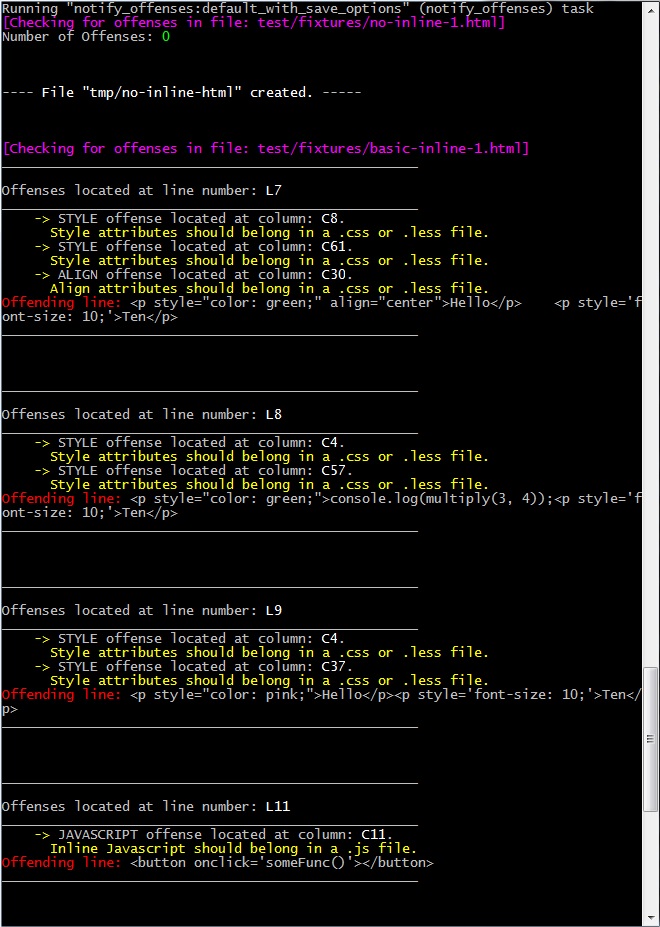 Running "notify_offenses:default_with_save_options" (notify_offenses) task
[Checking for offenses in file: test/fixtures/no-inline-1.html]
Number of Offenses: 0
---- File "tmp/no-inline-html" created. -----
[Checking for offenses in file: test/fixtures/basic-inline-1.html]
Offenses located at line number: L7
-> STYLE offense located at column: C8.
Style attributes should belong in a .css or .less file.
-> STYLE offense located at column: C61.
Style attributes should belong in a .css or .less file.
-> ALIGN offense located at column: C30.
Align attributes should belong in a .css or .less file.
Offending line: <p style="color: green;" align="center">Hello</p>    <p style='f
ont-size: 10;'>Ten</p>
Offenses located at line number: L8
-> STYLE offense located at column: C4.
Style attributes should belong in a .css or .less file.
-> STYLE offense located at column: C57.
Style attributes should belong in a .css or .less file.
Offending line: <p style="color: green;">console.log(multiply(3, 4));<p style='f
ont-size: 10;'>Ten</p>
Offenses located at line number: L9
-> STYLE offense located at column: C4.
Style attributes should belong in a .css or .less file.
-> STYLE offense located at column: C37.
Style attributes should belong in a .css or .less file.
Offending line: <p style="color: pink;">Hello</p><p style='font-size: 10;'>Ten</
p>
Offenses located at line number: L11
-> JAVASCRIPT offense located at column: C11.
Inline Javascript should belong in a .js file.
Offending line: <button onclick='someFunc()'></button>